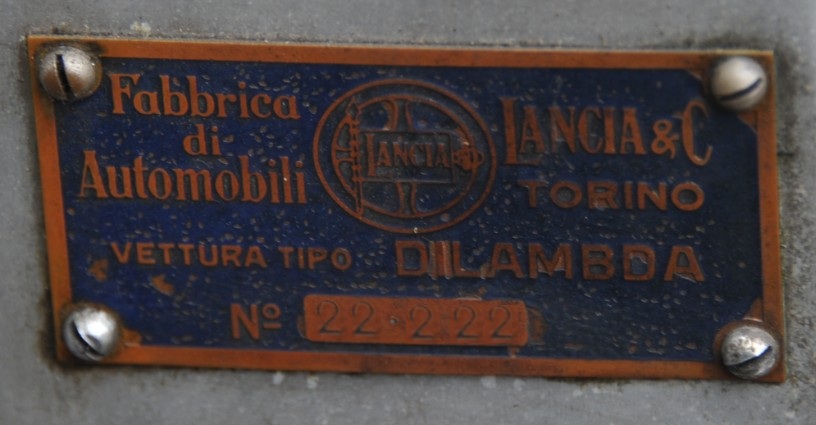 Fabbrica
di
Automobili
LANCIA
LANCIA & C
TORINO
VETTURA TIPO DILAMBDA
Nº 22-222